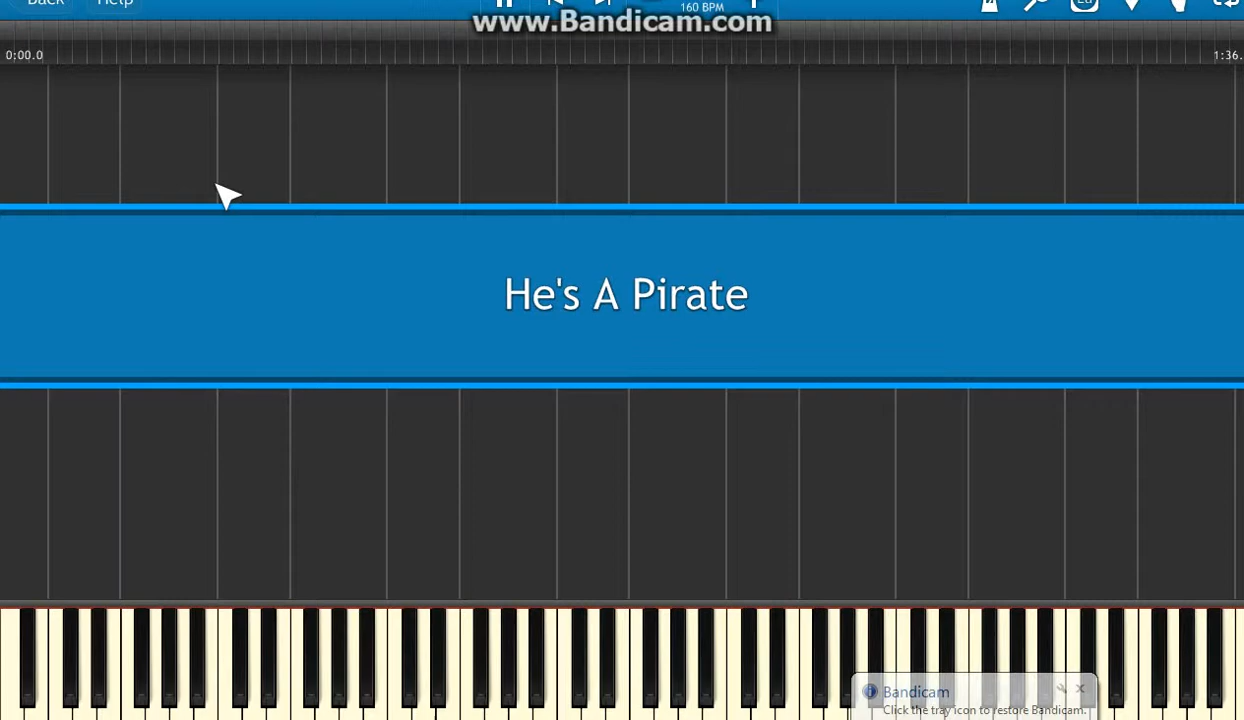 Back Help
160 BPM
www.Bandicam.com
0:00.0 1:36.
He's A Pirate
Bandicam
Click the tray icon to restore Bandicam.